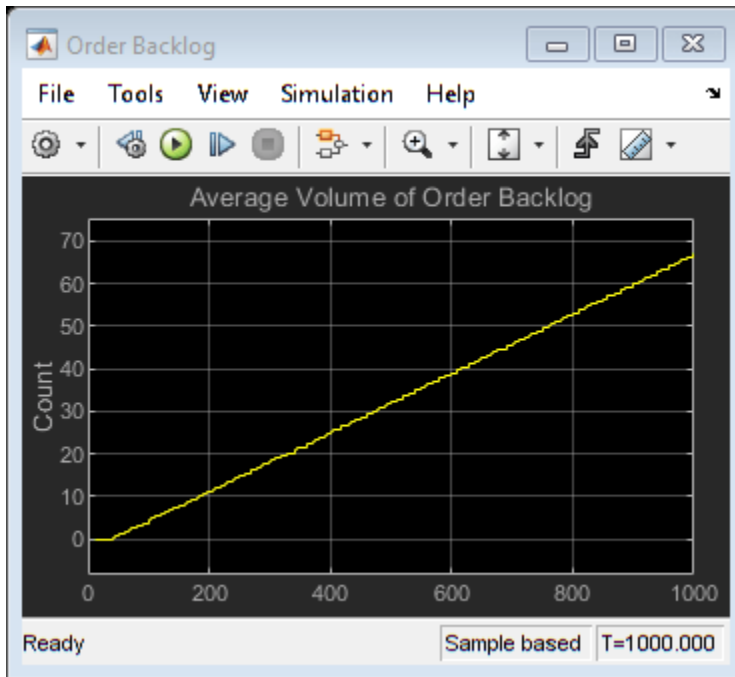 Order Backlog
File Tools View Simulation Help
Average Volume of Order Backlog
70
60
50
40
30
20
10
0
Count
0 200 400 600 800 1000
Ready Sample based T=1000.000